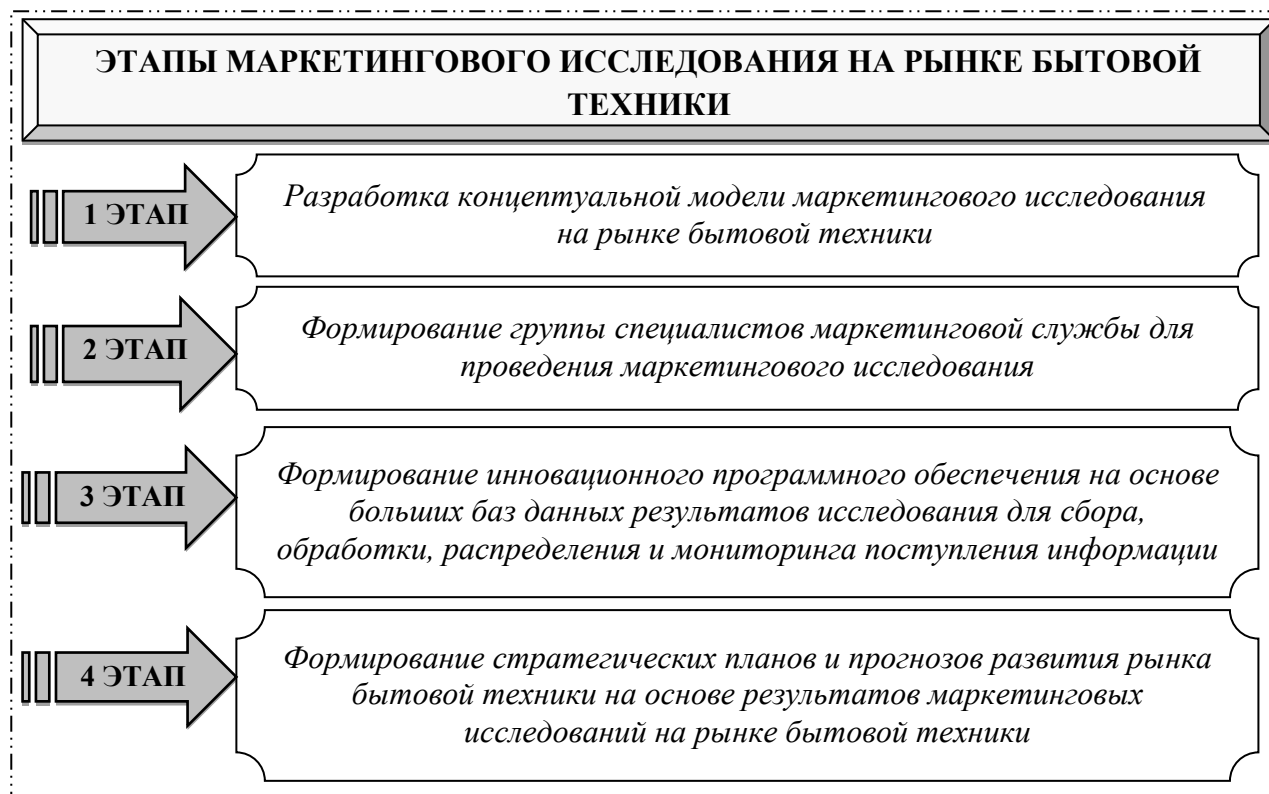 ЭТАПЫ МАРКЕТИНГОВОГО ИССЛЕДОВАНИЯ НА РЫНКЕ БЫТОВОЙ
ТЕХНИКИ
1 ЭТАП
Разработка концептуальной модели маркетингового исследования
на рынке бытовой техники
2 ЭТАП
Формирование группы специалистов маркетинговой службы для
проведения маркетингового исследования
3 ЭТАП
Формирование инновационного программного обеспечения на основе
больших баз данных результатов исследования для сбора,
обработки, распределения и мониторинга поступления информации
4 ЭТАП
Формирование стратегических планов и прогнозов развития рынка
бытовой техники на основе результатов маркетинговых
исследований на рынке бытовой техники